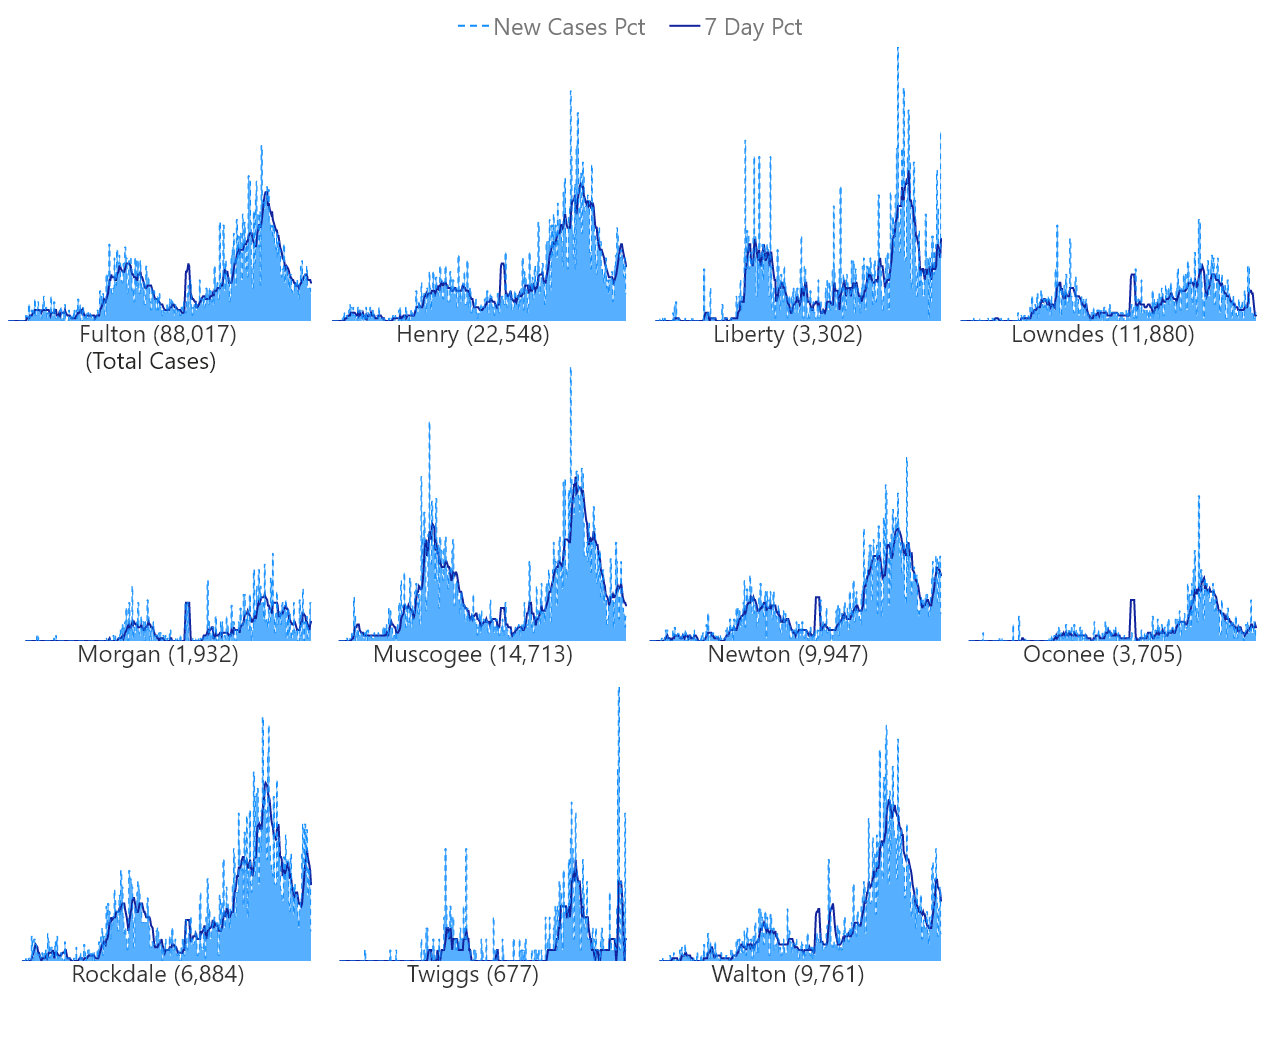 New Cases Pct 7 Day Pct
Fulton (88,017) Henry (22,548) Liberty (3,302) Lowndes (11,880)
(Total Cases)
Morgan (1,932) Muscogee (14,713) Newton (9,947) Oconee (3,705)
Rockdale (6,884) Twiggs (677) Walton (9,761)